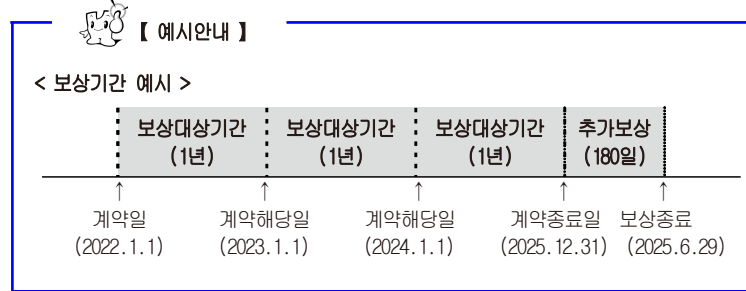 【 예시안내 】
< 보상기간 예시 >
보상대상기간 보상대상기간 보상대상기간 추가보상
(1년) (1년) (1년) (180일)
↑ ↑ ↑ ↑ ↑
계약일 계약해당일 계약해당일 계약종료일 보상종료
(2022.1.1) (2023.1.1) (2024.1.1) (2025.12.31) (2025.6.29)